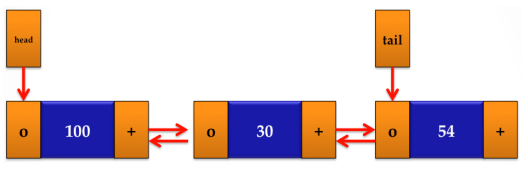 head tail
o 100 + o 30 + o 54 +